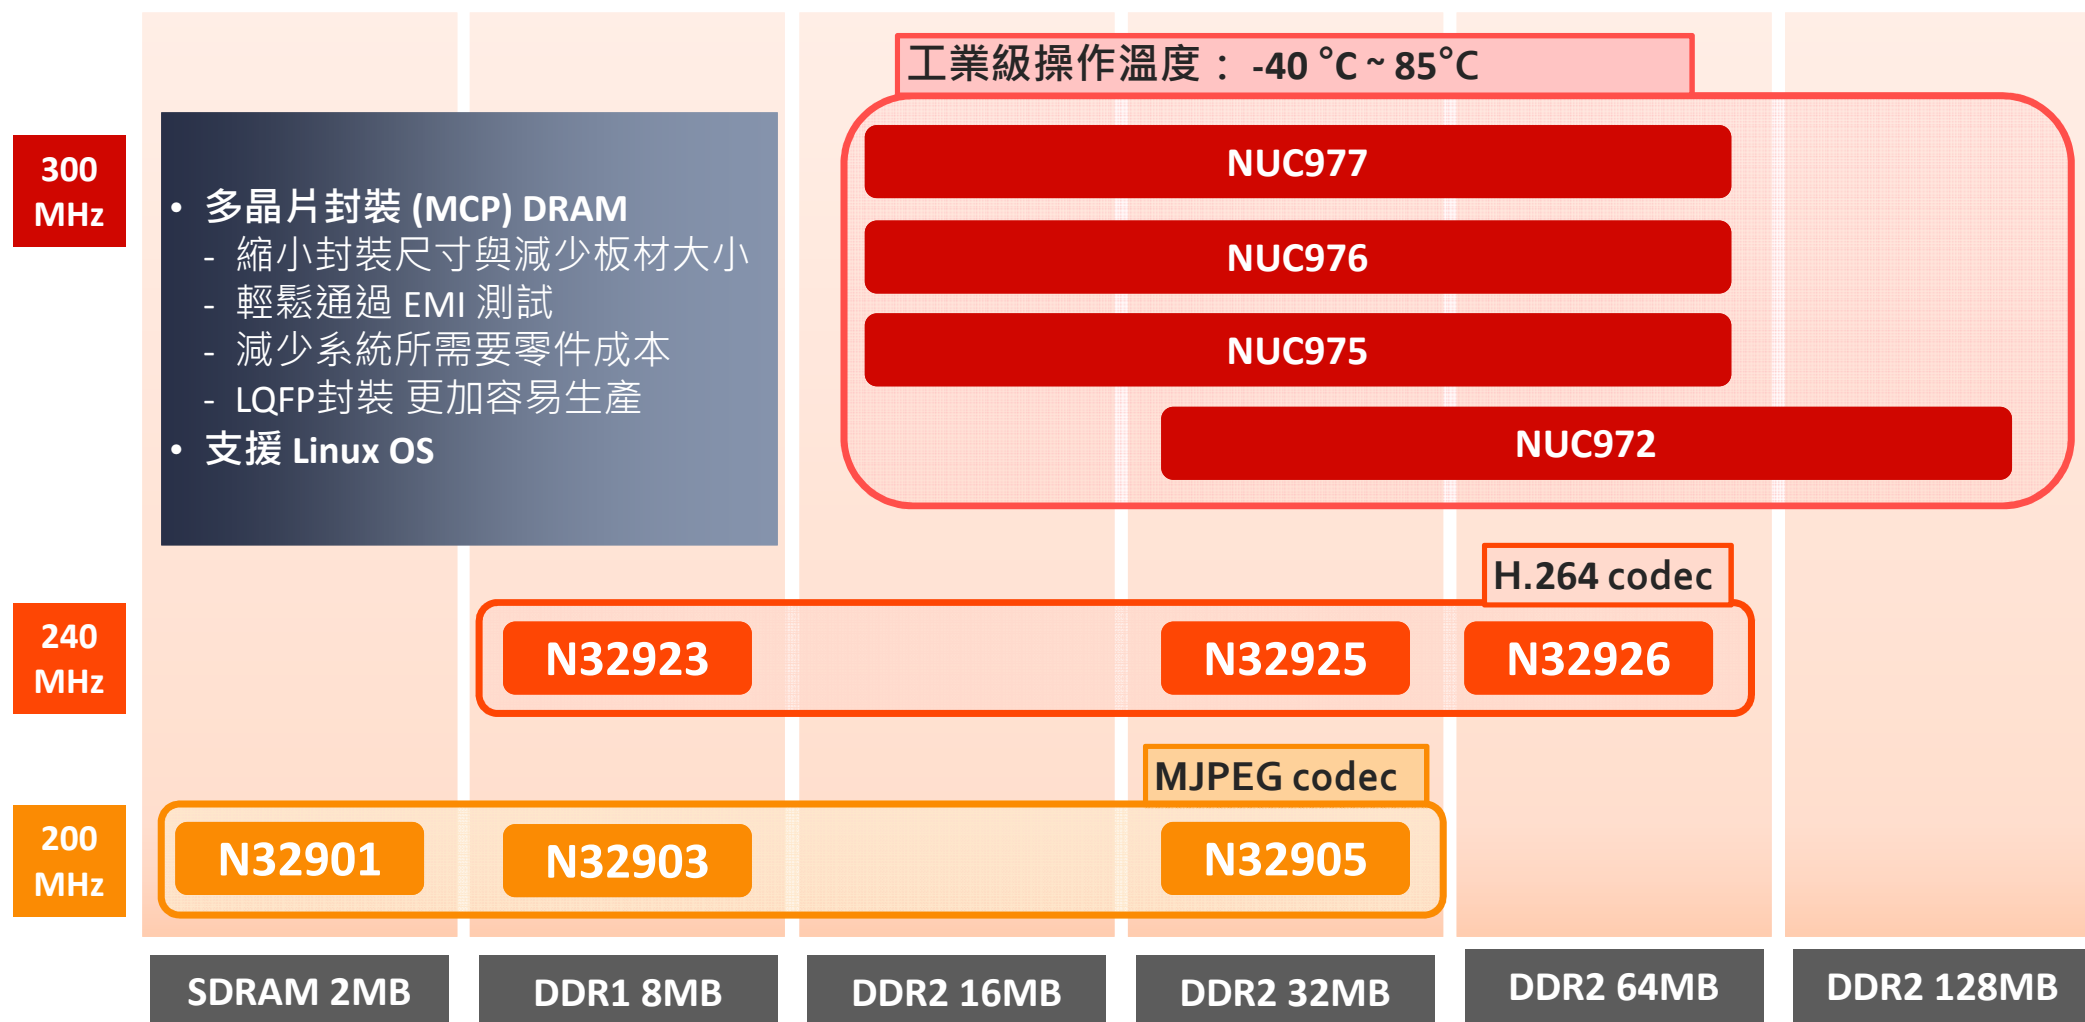 工業級操作溫度： -40 °C ~ 85°C
300
MHz
• 多晶片封裝 (MCP) DRAM
- 縮小封裝尺寸與減少板材大小
- 輕鬆通過 EMI 測試
- 減少系統所需要零件成本
- LQFP封裝 更加容易生產
• 支援 Linux OS
NUC977
NUC976
NUC975
NUC972
H.264 codec
240
MHz
N32923
N32925
N32926
MJPEG codec
200
MHz
N32901
N32903
N32905
SDRAM 2MB
DDR1 8MB
DDR2 16MB
DDR2 32MB
DDR2 64MB
DDR2 128MB